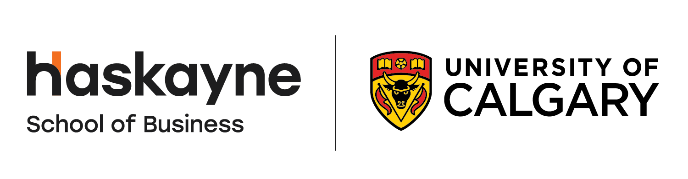 haskayne
School of Business
UNIVERSITY OF
CALGARY